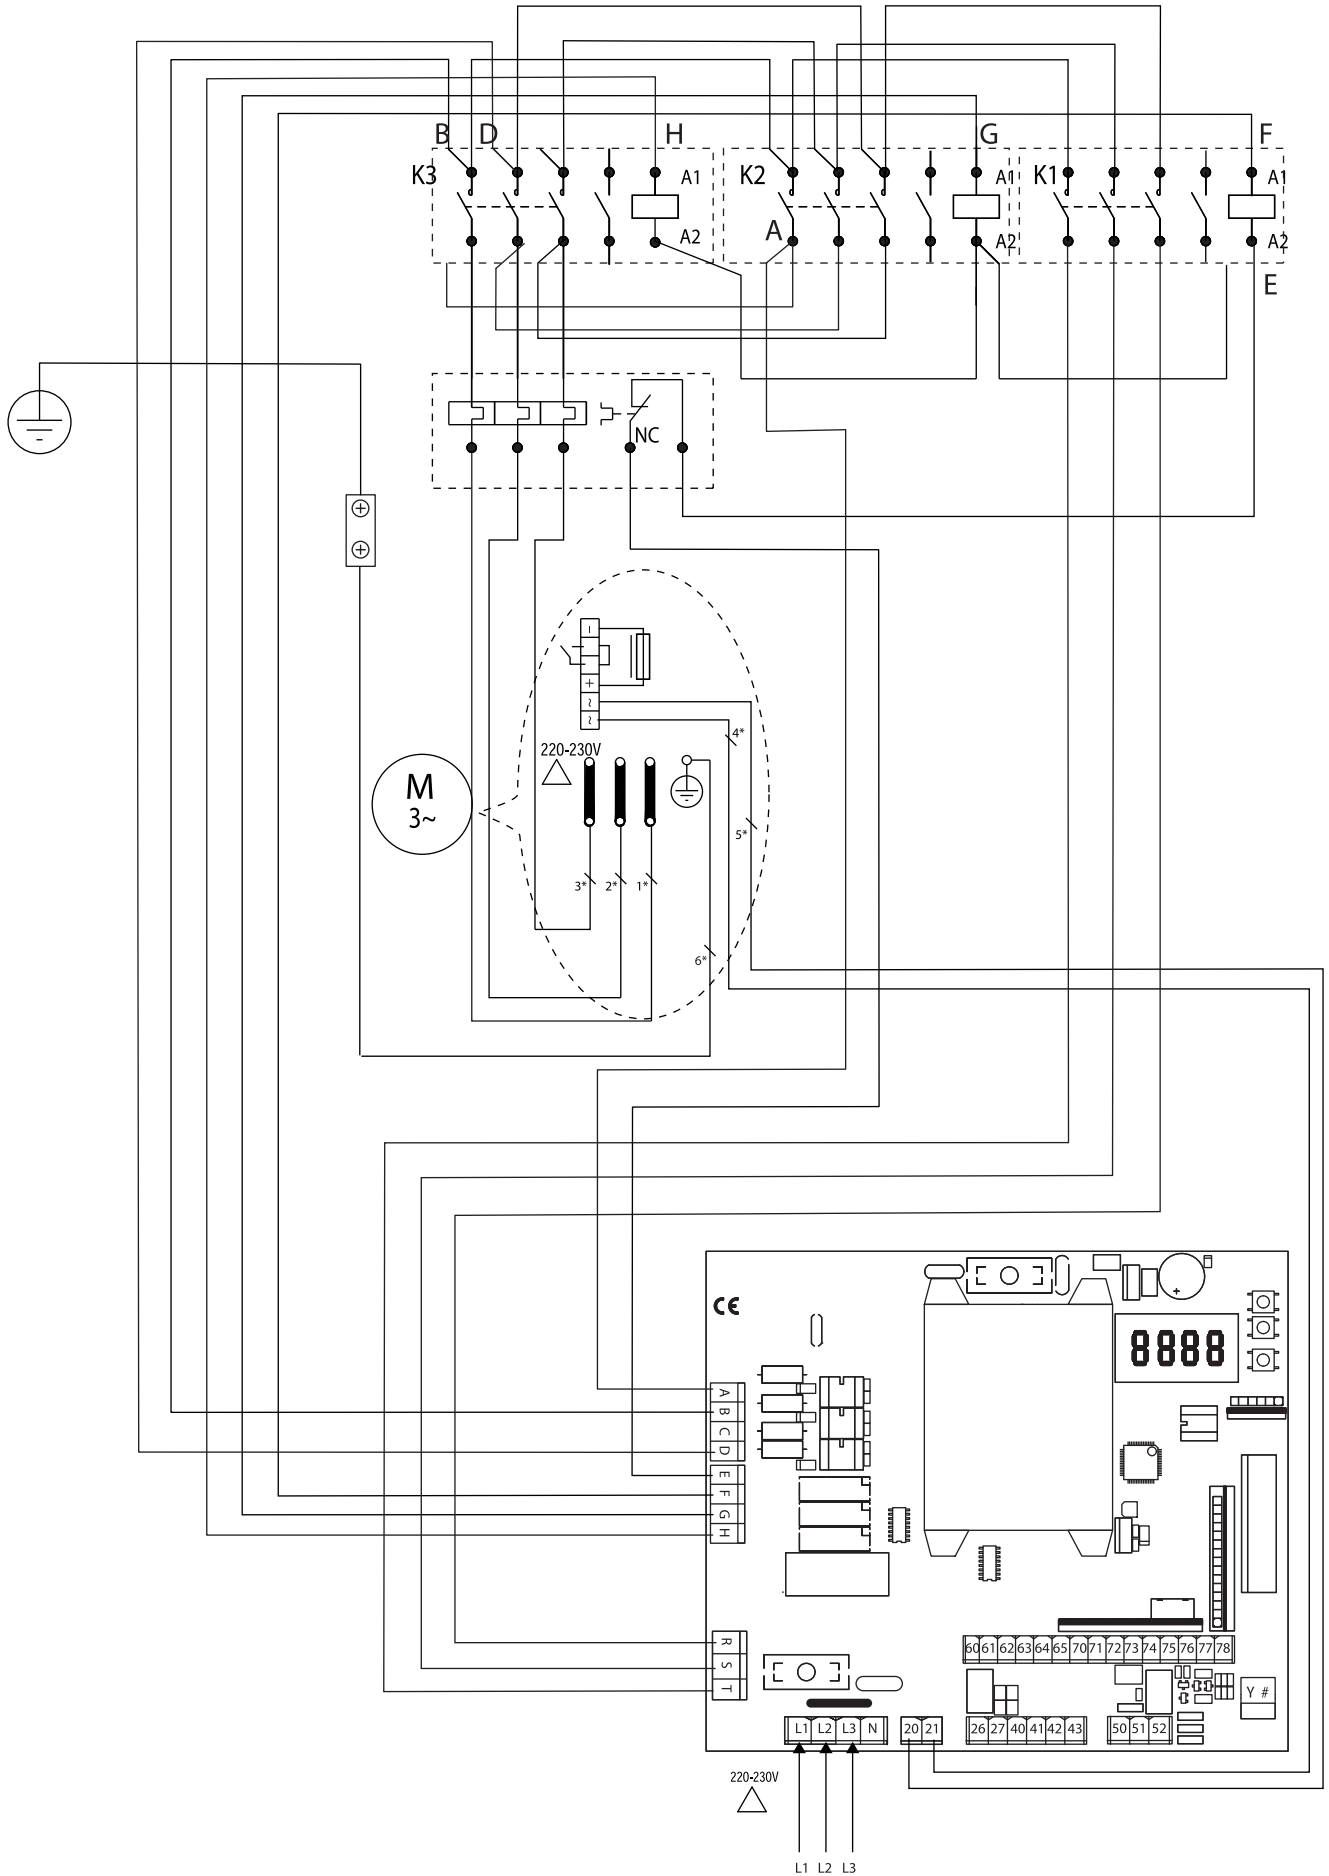 B D H G F
K3 A1 K2 A1 K1 A1
A A2 A2 A2
E
NC
4*
220-230V
M
3~
5*
3* 2* 1*
6*
CE
8888
A
B
C
D
E
F
G
H
R
S
T
60 61 62 63 64 65 70 71 72 73 74 75 76 77 78
Y #
L1 L2 L3 N 20 21 26 27 40 41 42 43 50 51 52
220-230V
L1 L2 L3